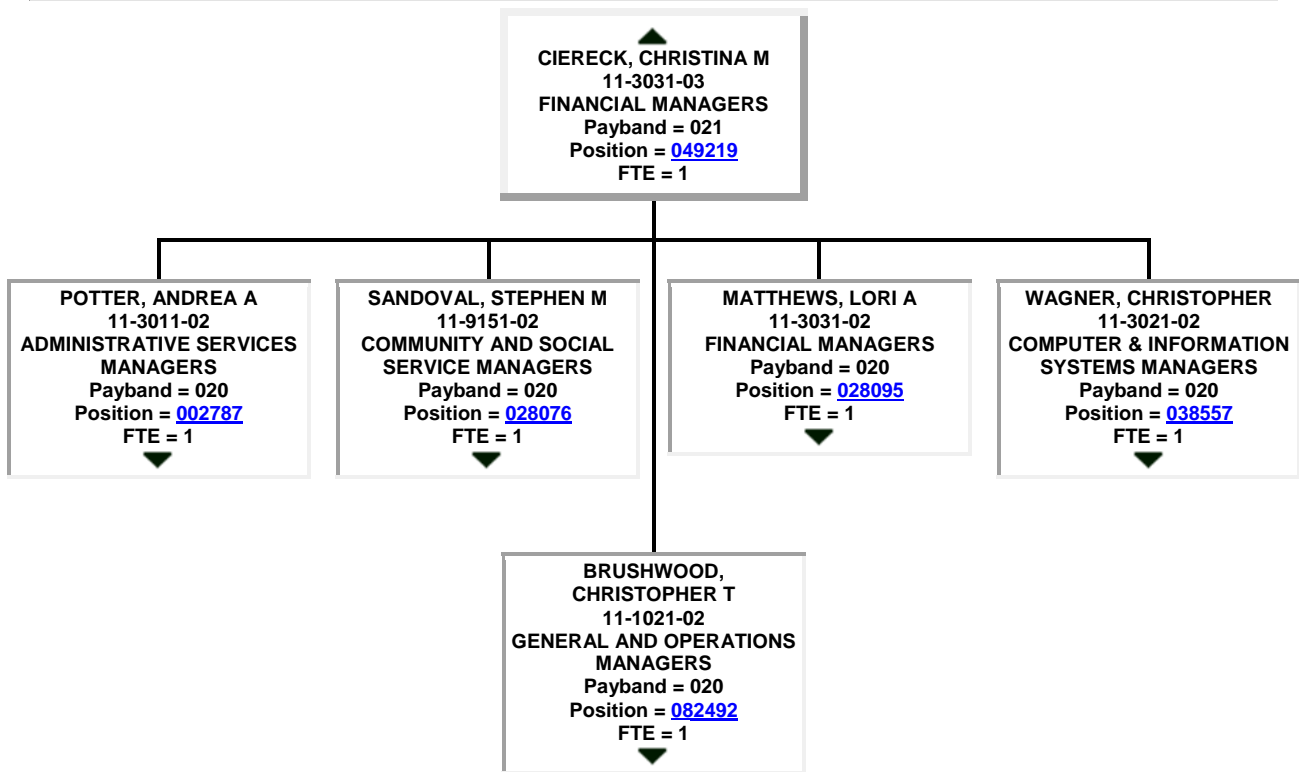 CIERECK, CHRISTINA M
11-3031-03
FINANCIAL MANAGERS
Payband = 021
Position = 049219
FTE = 1
POTTER, ANDREA A
11-3011-02
ADMINISTRATIVE SERVICES
MANAGERS
Payband = 020
Position = 002787
FTE = 1
SANDOVAL, STEPHEN M
11-9151-02
COMMUNITY AND SOCIAL
SERVICE MANAGERS
Payband = 020
Position = 028076
FTE = 1
MATTHEWS, LORI A
11-3031-02
FINANCIAL MANAGERS
Payband = 020
Position = 028095
FTE = 1
WAGNER, CHRISTOPHER
11-3021-02
COMPUTER & INFORMATION
SYSTEMS MANAGERS
Payband = 020
Position = 038557
FTE = 1
BRUSHWOOD,
CHRISTOPHER T
11-1021-02
GENERAL AND OPERATIONS
MANAGERS
Payband = 020
Position = 082492
FTE = 1